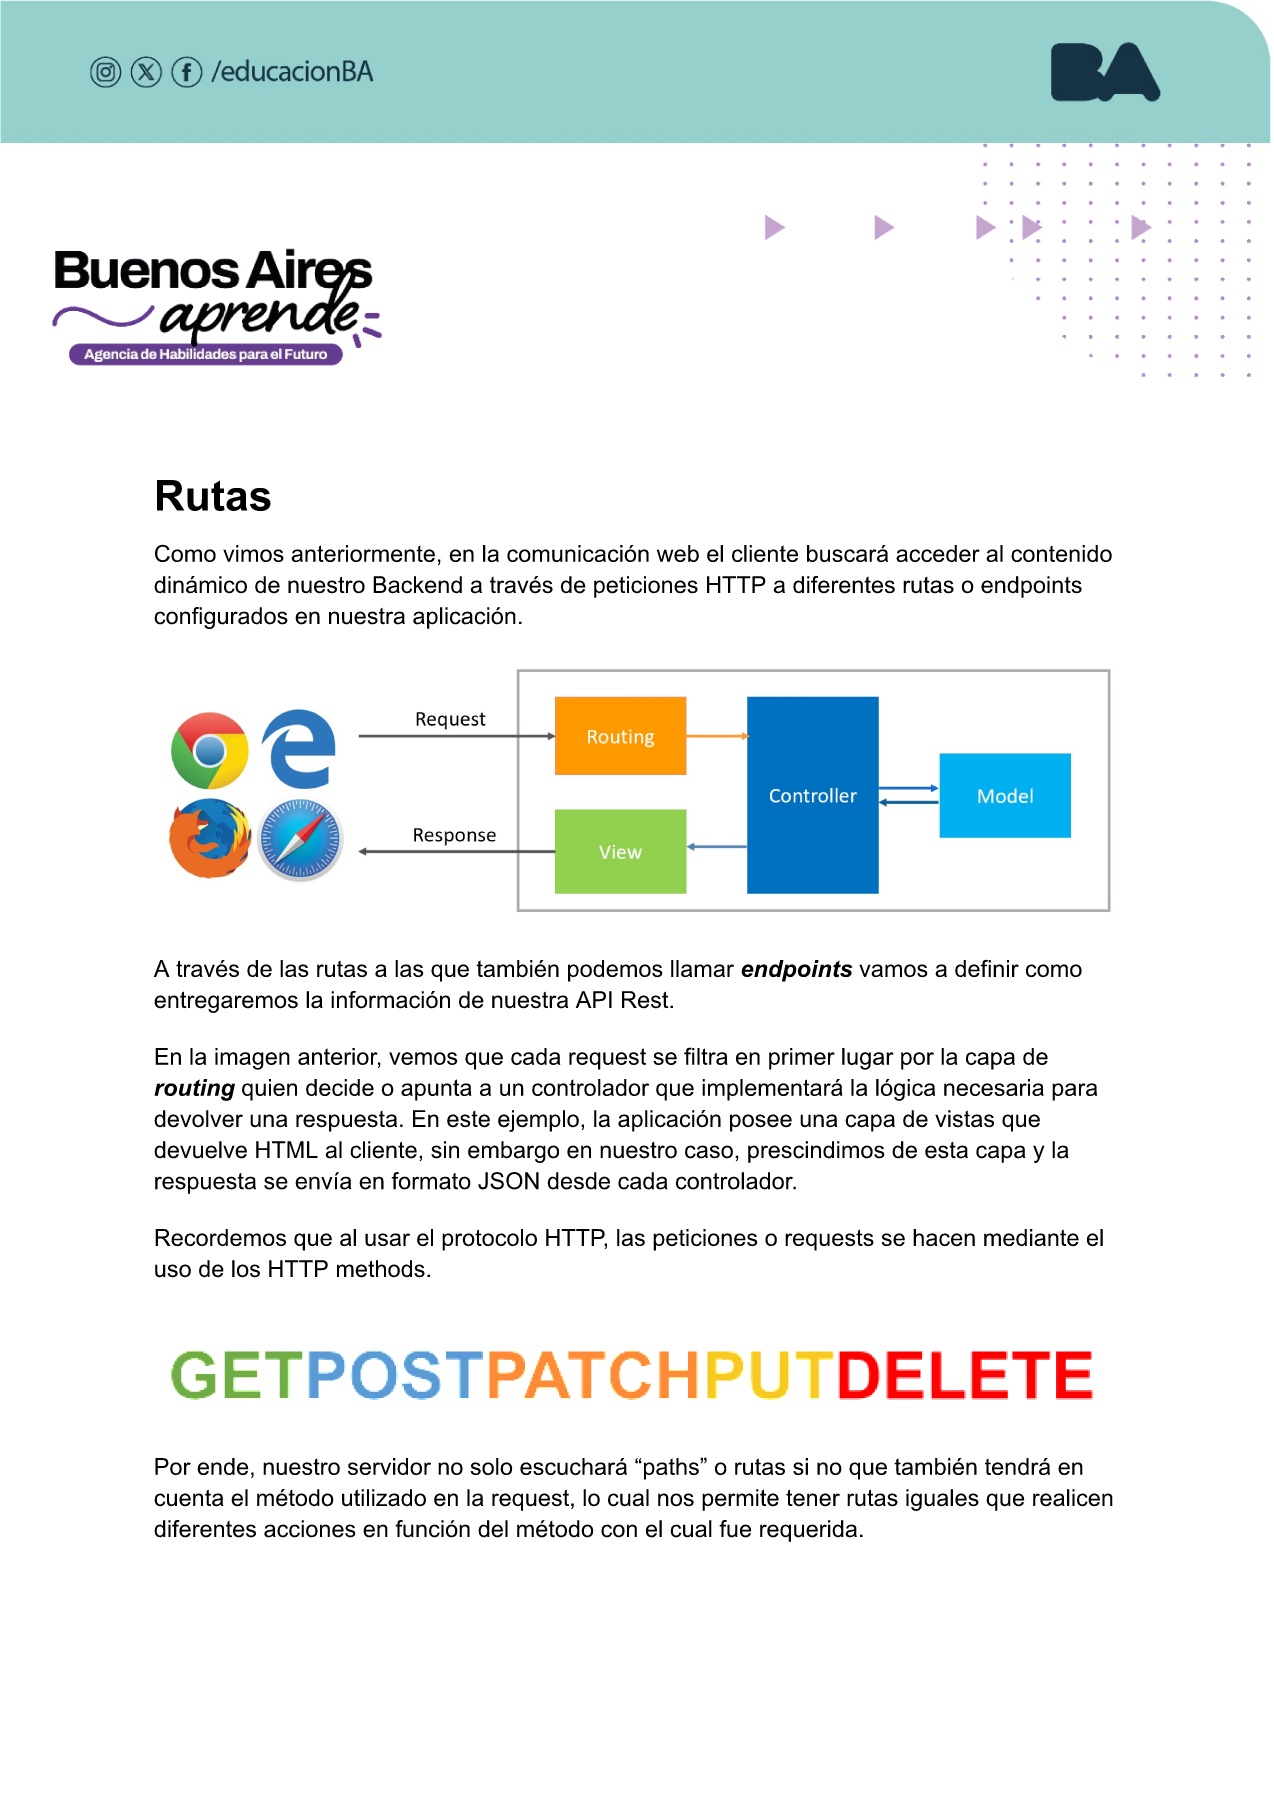 /educacionBA
BA
Buenos Aires
aprende
Agencia de Habilidades para el Futuro
Rutas
Como vimos anteriormente, en la comunicación web el cliente buscará acceder al contenido
dinámico de nuestro Backend a través de peticiones HTTP a diferentes rutas o endpoints
configurados en nuestra aplicación.
Request
Routing
Controller
Model
Response
View
A través de las rutas a las que también podemos llamar endpoints vamos a definir como
entregaremos la información de nuestra API Rest.
En la imagen anterior, vemos que cada request se filtra en primer lugar por la capa de
routing quien decide o apunta a un controlador que implementará la lógica necesaria para
devolver una respuesta. En este ejemplo, la aplicación posee una capa de vistas que
devuelve HTML al cliente, sin embargo en nuestro caso, prescindimos de esta capa y la
respuesta se envía en formato JSON desde cada controlador.
Recordemos que al usar el protocolo HTTP, las peticiones o requests se hacen mediante el
uso de los HTTP methods.
GETPOSTPATCHPUTDELETE
Por ende, nuestro servidor no solo escuchará “paths” o rutas si no que también tendrá en
cuenta el método utilizado en la request, lo cual nos permite tener rutas iguales que realicen
diferentes acciones en función del método con el cual fue requerida.